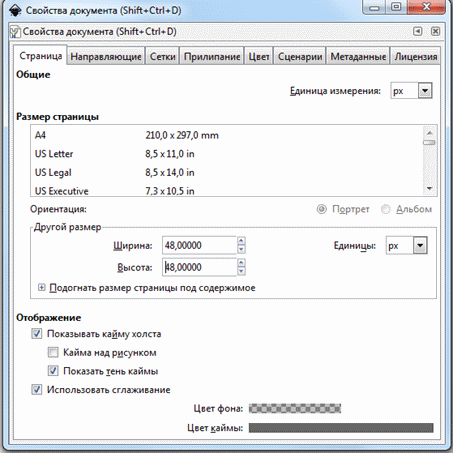 Свойства документа (Shift+Ctrl+D)
Свойства документа (Shift+Ctrl+D)
Страница Направляющие Сетки Прилипание Цвет Сценарии Метаданные Лицензия
Общие
Единица измерения: px
Размер страницы
A4 210,0 x 297,0 mm
US Letter 8,5 x 11,0 in
US Legal 8,5 x 14,0 in
US Executive 7,3 x 10,5 in
Ориентация: Портрет Альбом
Другой размер
Ширина: 48,00000 Единицы: px
Высота: 48,00000
Подогнать размер страницы под содержимое
Отображение
Показывать кайму холста
Кайма над рисунком
Показать тень каймы
Использовать сглаживание
Цвет фона:
Цвет каймы: